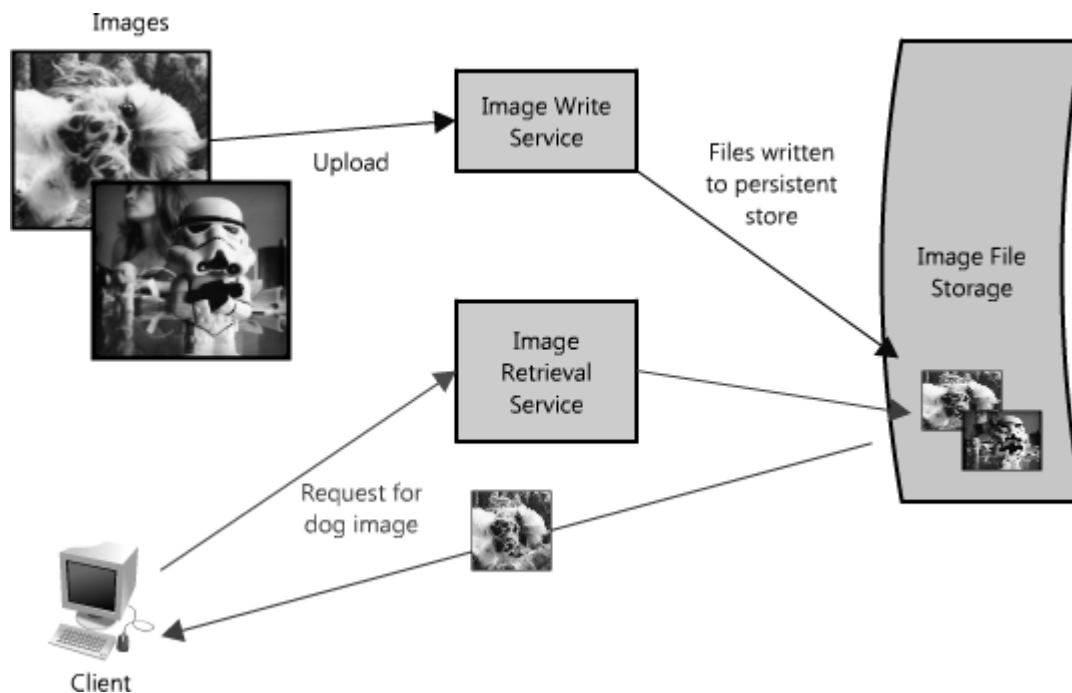 Images
Upload
Image Write
Service
Files written
to persistent
store
Image File
Storage
Image
Retrieval
Service
Request for
dog image
Client